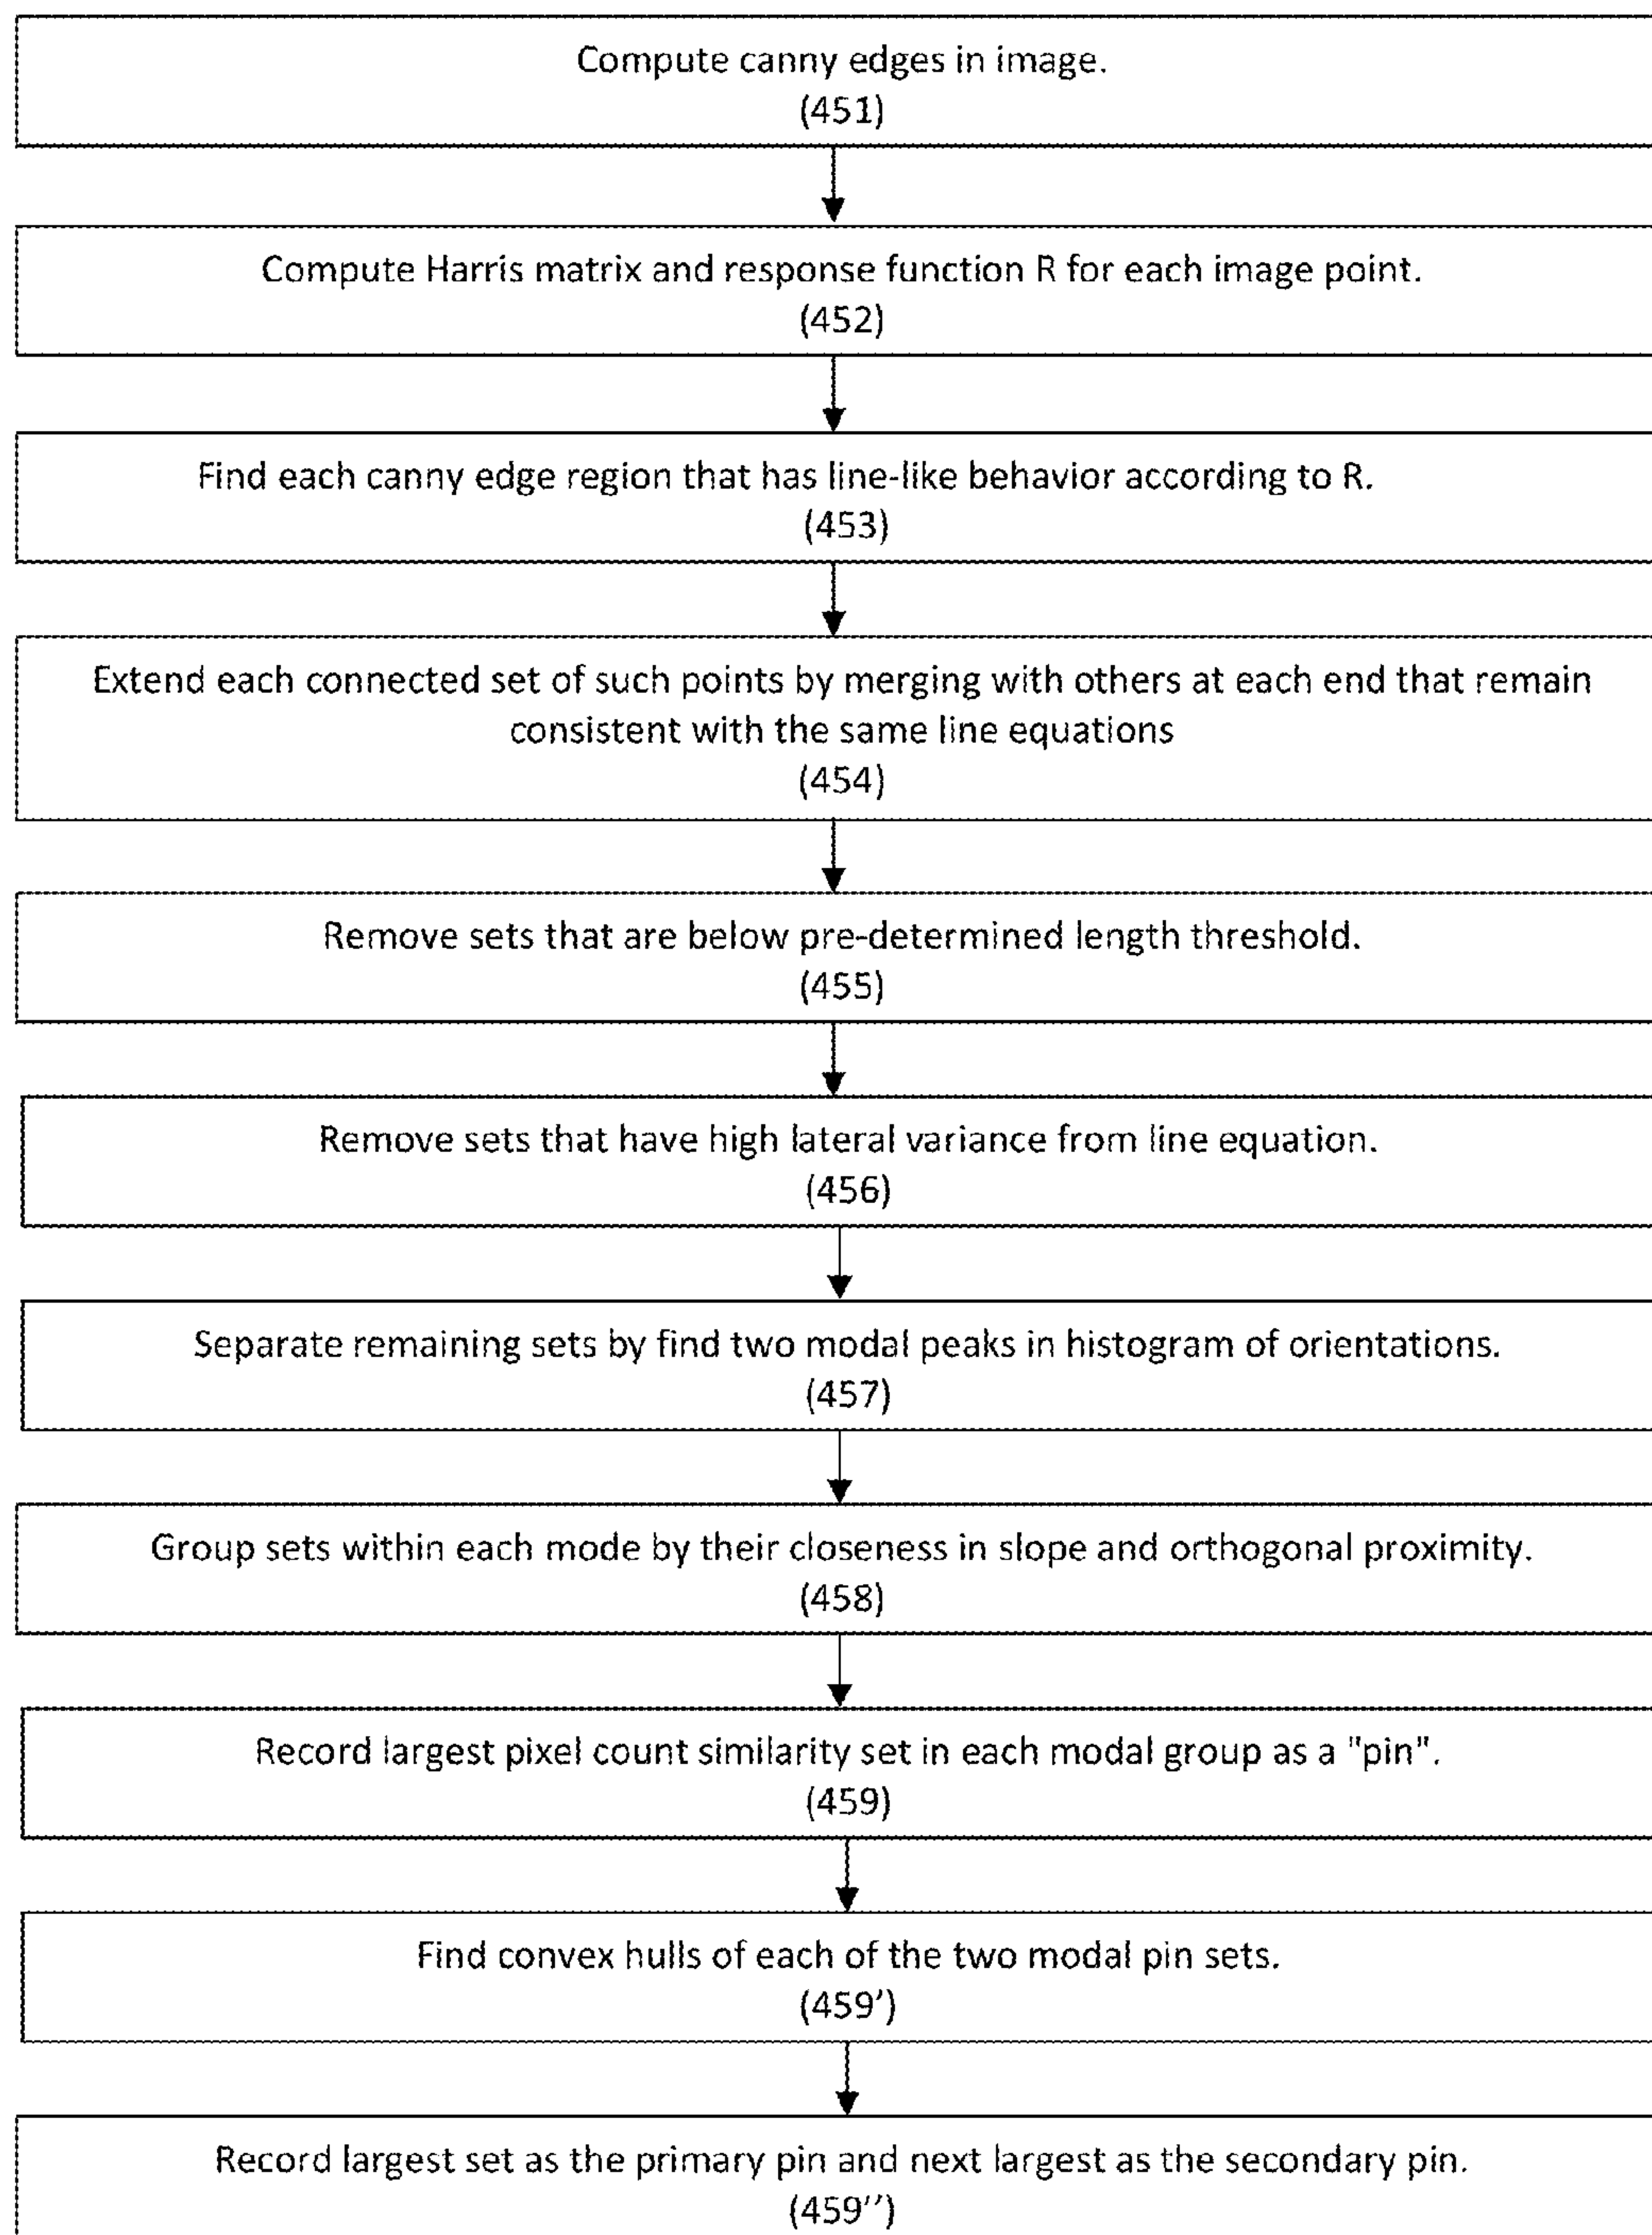 Compute canny edges in image.
(451)
Compute Harris matrix and response function R for each image point.
(452)
Find each canny edge region that has line-like behavior according to R.
(453)
Extend each connected set of such points by merging with others at each end that remain
consistent with the same line equations
(454)
Remove sets that are below pre-determined length threshold.
(455)
Remove sets that have high lateral variance from line equation.
(456)
Separate remaining sets by find two modal peaks in histogram of orientations.
(457)
Group sets within each mode by their closeness in slope and orthogonal proximity.
(458)
Record largest pixel count similarity set in each modal group as a "pin".
(459)
Find convex hulls of each of the two modal pin sets.
(459’)
Record largest set as the primary pin and next largest as the secondary pin.
(459’’)